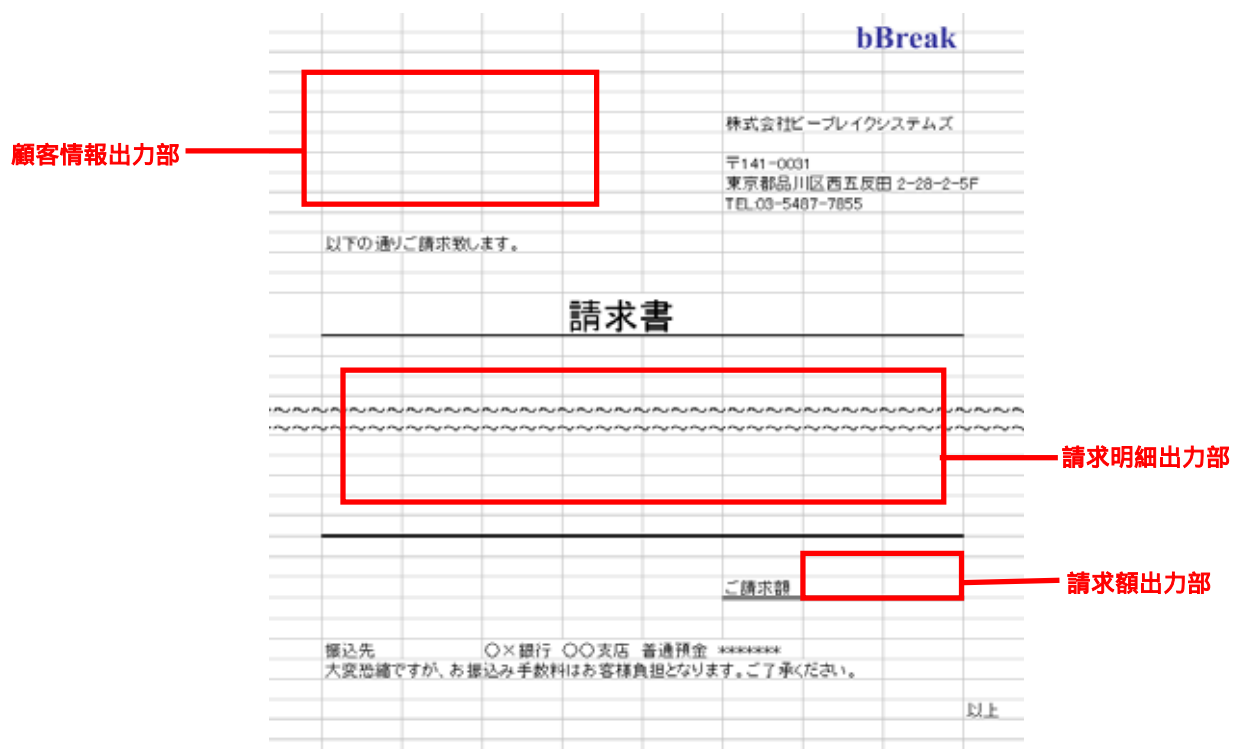 bBreak
株式会社ビーブレイクシステムズ
顧客情報出力部
〒141-0031
東京都品川区西五反田 2-28-2-5F
TEL:03-5487-7855
以下の通りご請求致します。
請求書
～～～～～～～～～～～～～～～～～～～～～～～～～～～～～～～～～～～～～～～～
～～～～～～～～～～～～～～～～～～～～～～～～～～～～～～～～～～～～～～～～
請求明細出力部
ご請求額
請求額出力部
振込先 ○×銀行 ○○支店 普通預金 *******
大変恐縮ですが、お振込み手数料はお客様負担となります。ご了承ください。
以上